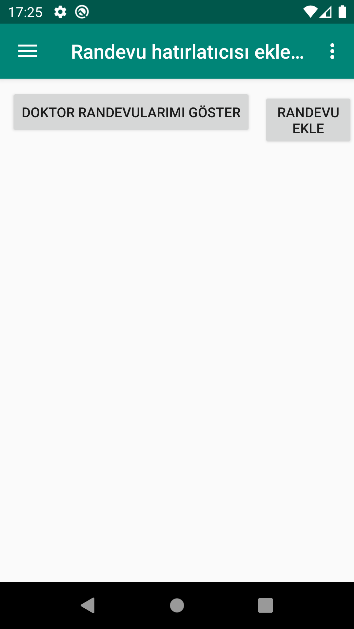 17:25
Randevu hatırlatıcısı ekle...
DOKTOR RANDEVULARIMI GÖSTER
RANDEVU
EKLE